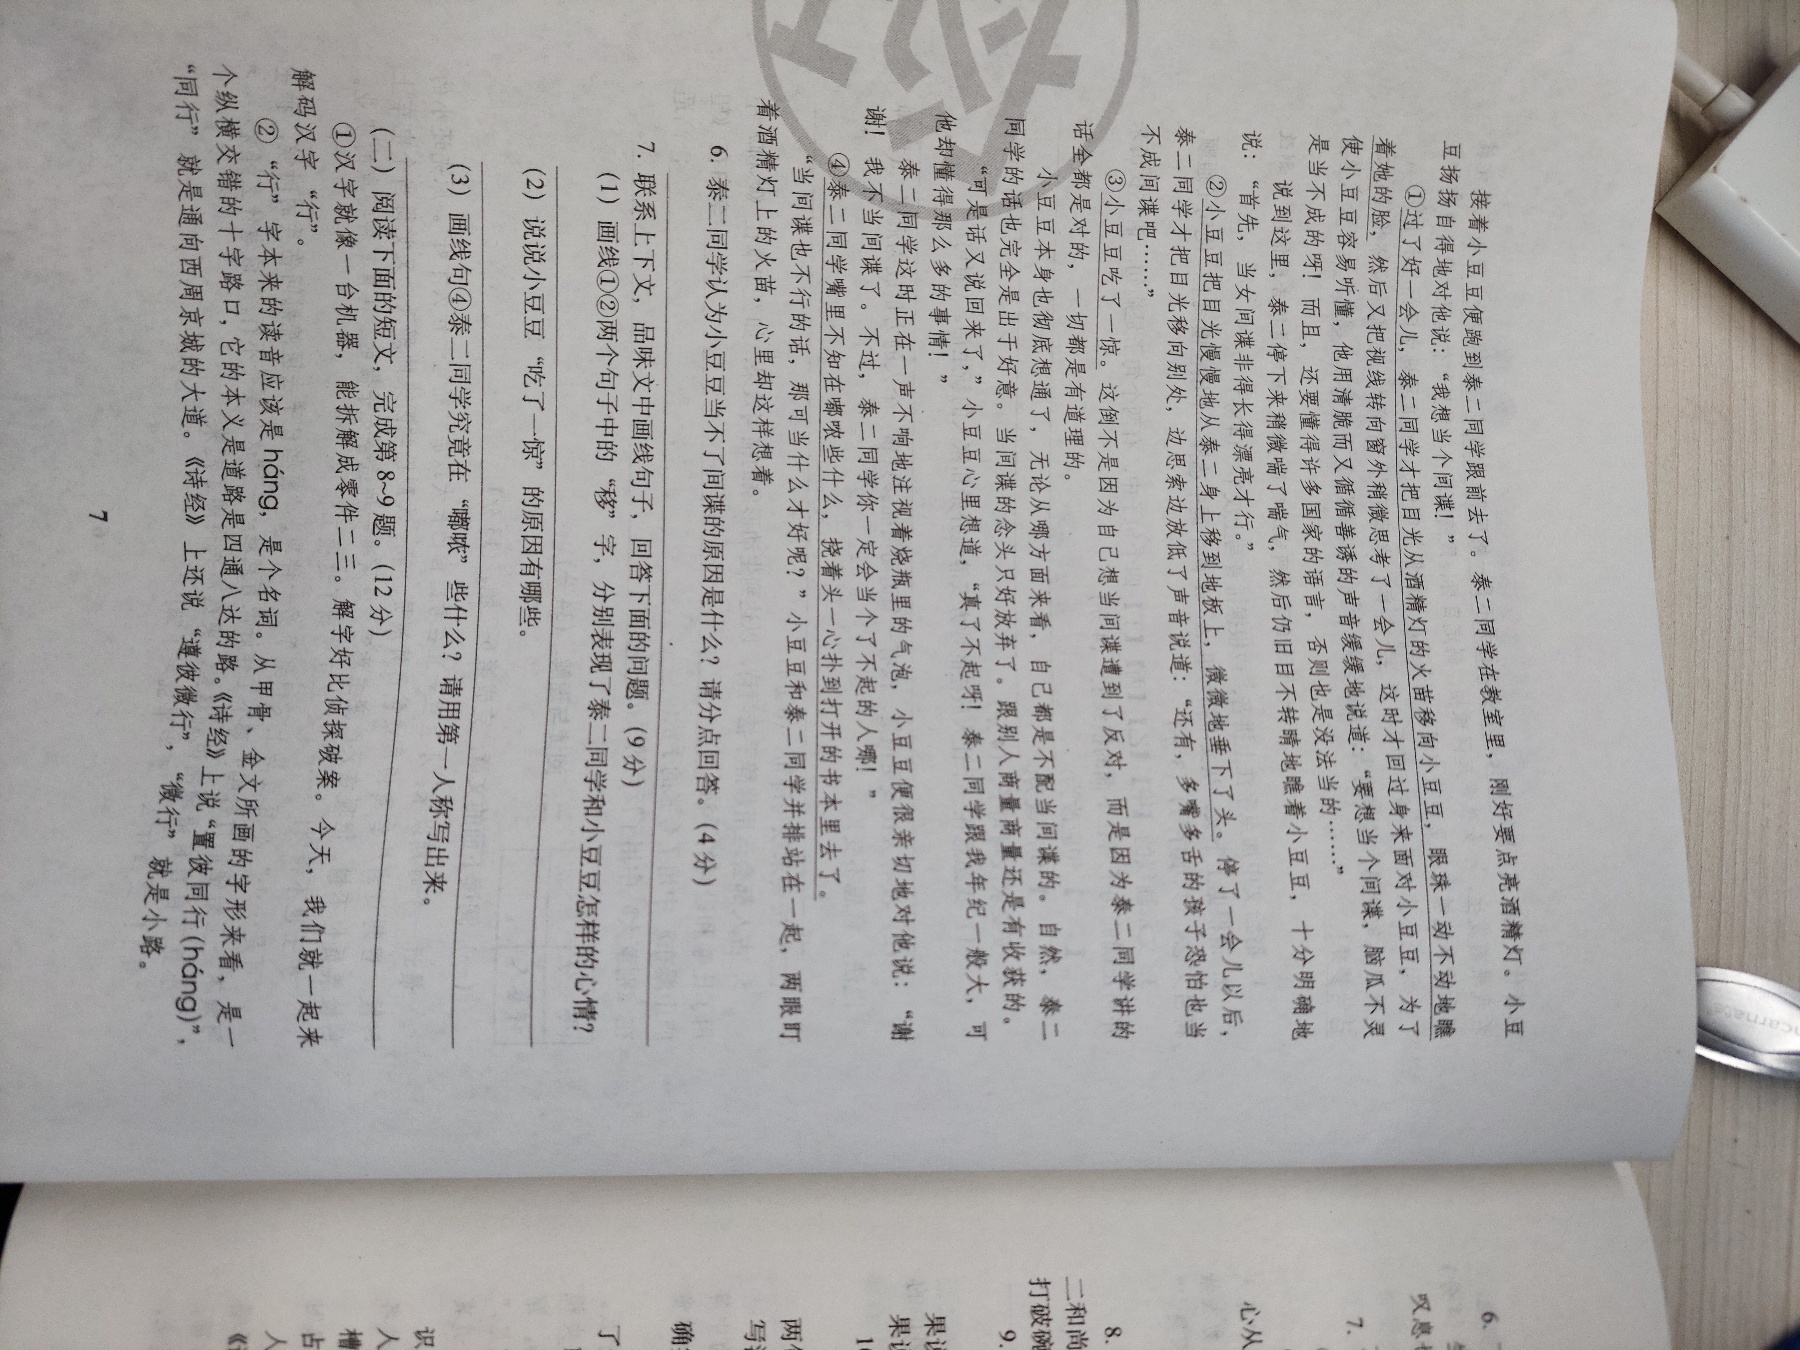 接着小豆豆便跑到泰二同学跟前去了。泰二同学在教室里，刚好要点亮酒精灯。小豆
豆扬扬自得地对他说：“我想当个间谍！”
①过了好一会儿，泰二同学才把目光从酒精灯的火苗移向小豆豆，眼珠一动不动地瞧
着她的脸，然后又把视线转向窗外稍微思考了一会儿，这时才回过身来面对小豆豆，为了
使小豆豆容易听懂，他用清脆而又循循善诱的声音缓缓地说道：“要想当个间谍，脑瓜不灵
是当不成的呀！而且，还要懂得许多国家的语言，否则也是没法当的……”
说到这里，泰二停下来稍微喘了喘气，然后仍旧目不转睛地瞧着小豆豆，十分明确地
说：“首先，当女间谍非得长得漂亮才行。”
②小豆豆把目光慢慢地从泰二身上移到地板上，微微地垂下了头。停了一会儿以后，
泰二同学才把目光移向别处，边思索边放低了声音说道：“还有，多嘴多舌的孩子恐怕也当
不成间谍吧……”
③小豆豆吃了一惊。这倒不是因为自己想当间谍遭到了反对，而是因为泰二同学讲的
话全都是对的，一切都是有道理的。
小豆豆本身也彻底想通了，无论从哪方面来看，自己都是不配当间谍的。自然，泰二
同学的话也完全是出于好意。当间谍的念头只好放弃了。跟别人商量商量还是有收获的。
“可是话又说回来了，”小豆豆心里想道，“真了不起呀！泰二同学跟我年纪一般大，可
他却懂得那么多的事情！”
泰二同学这时正在一声不响地注视着烧瓶里的气泡，小豆豆便很亲切地对他说：“谢
谢！我不当间谍了。不过，泰二同学你一定会当个了不起的人哪！”
④泰二同学嘴里不知在嘟哝些什么，挠着头一心扑到打开的书本里去了。
“当间谍也不行的话，那可当什么才好呢？”小豆豆和泰二同学并排站在一起，两眼盯
着酒精灯上的火苗，心里却这样想着。
6. 泰二同学认为小豆豆当不了间谍的原因是什么？请分点回答。（4分）
7. 联系上下文，品味文中画线句子，回答下面的问题。（9分）
（1）画线①②两个句子中的“移”字，分别表现了泰二同学和小豆豆怎样的心情？
（2）说说小豆豆“吃了一惊”的原因有哪些。
（3）画线句④泰二同学究竟在“嘟哝”些什么？请用第一人称写出来。
（二）阅读下面的短文，完成第8~9题。（12分）
①汉字就像一台机器，能拆解成零件二三。解字好比侦探破案。今天，我们就一起来
解码汉字“行”。
②“行”字本来的读音应该是háng，是个名词。从甲骨、金文所画的字形来看，是一
个纵横交错的十字路口，它的本义是道路是四通八达的路。《诗经》上说“置彼同行（háng）”，
“同行”就是通向西周京城的大道。《诗经》上还说“遵彼微行”，“微行”就是小路。
7
6.
叹息
7.
心从
8.
二和尚
打破碗
9.
果说
果说
两
写
确
了
识
人
槽
占
人